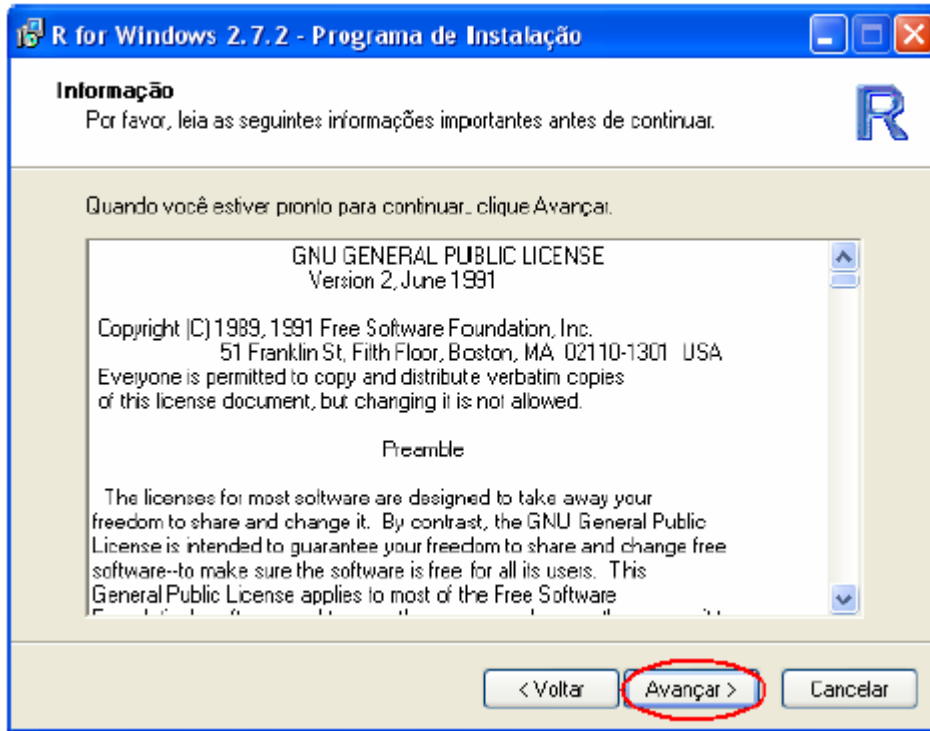 R for Windows 2.7.2 - Programa de Instalação
Informação
Por favor, leia as seguintes informações importantes antes de continuar.
R
Quando você estiver pronto para continuar, clique Avançar.
GNU GENERAL PUBLIC LICENSE
Version 2, June 1991
Copyright (C) 1989, 1991 Free Software Foundation, Inc.
51 Franklin St, Fifth Floor, Boston, MA 02110-1301 USA
Everyone is permitted to copy and distribute verbatim copies
of this license document, but changing it is not allowed.
Preamble
The licenses for most software are designed to take away your
freedom to share and change it. By contrast, the GNU General Public
License is intended to guarantee your freedom to share and change free
software--to make sure the software is free for all its users. This
General Public License applies to most of the Free Software
< Voltar
Avançar >
Cancelar